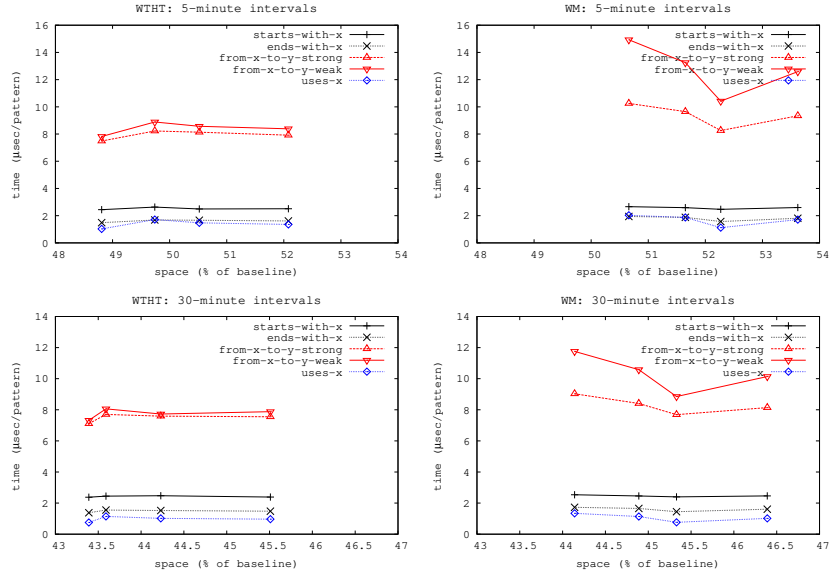 WTHT: 5-minute intervals
16
14
12
10
8
6
4
2
0
time (µsec/pattern)
starts-with-x
ends-with-x
from-x-to-y-strong
from-x-to-y-weak
uses-x
48 49 50 51 52 53 54
space (% of baseline)
WM: 5-minute intervals
16
14
12
10
8
6
4
2
0
time (µsec/pattern)
starts-with-x
ends-with-x
from-x-to-y-strong
from-x-to-y-weak
uses-x
48 49 50 51 52 53 54
space (% of baseline)
WTHT: 30-minute intervals
14
12
10
8
6
4
2
0
time (µsec/pattern)
starts-with-x
ends-with-x
from-x-to-y-strong
from-x-to-y-weak
uses-x
43 43.5 44 44.5 45 45.5 46 46.5 47
space (% of baseline)
WM: 30-minute intervals
14
12
10
8
6
4
2
0
time (µsec/pattern)
starts-with-x
ends-with-x
from-x-to-y-strong
from-x-to-y-weak
uses-x
43 43.5 44 44.5 45 45.5 46 46.5 47
space (% of baseline)